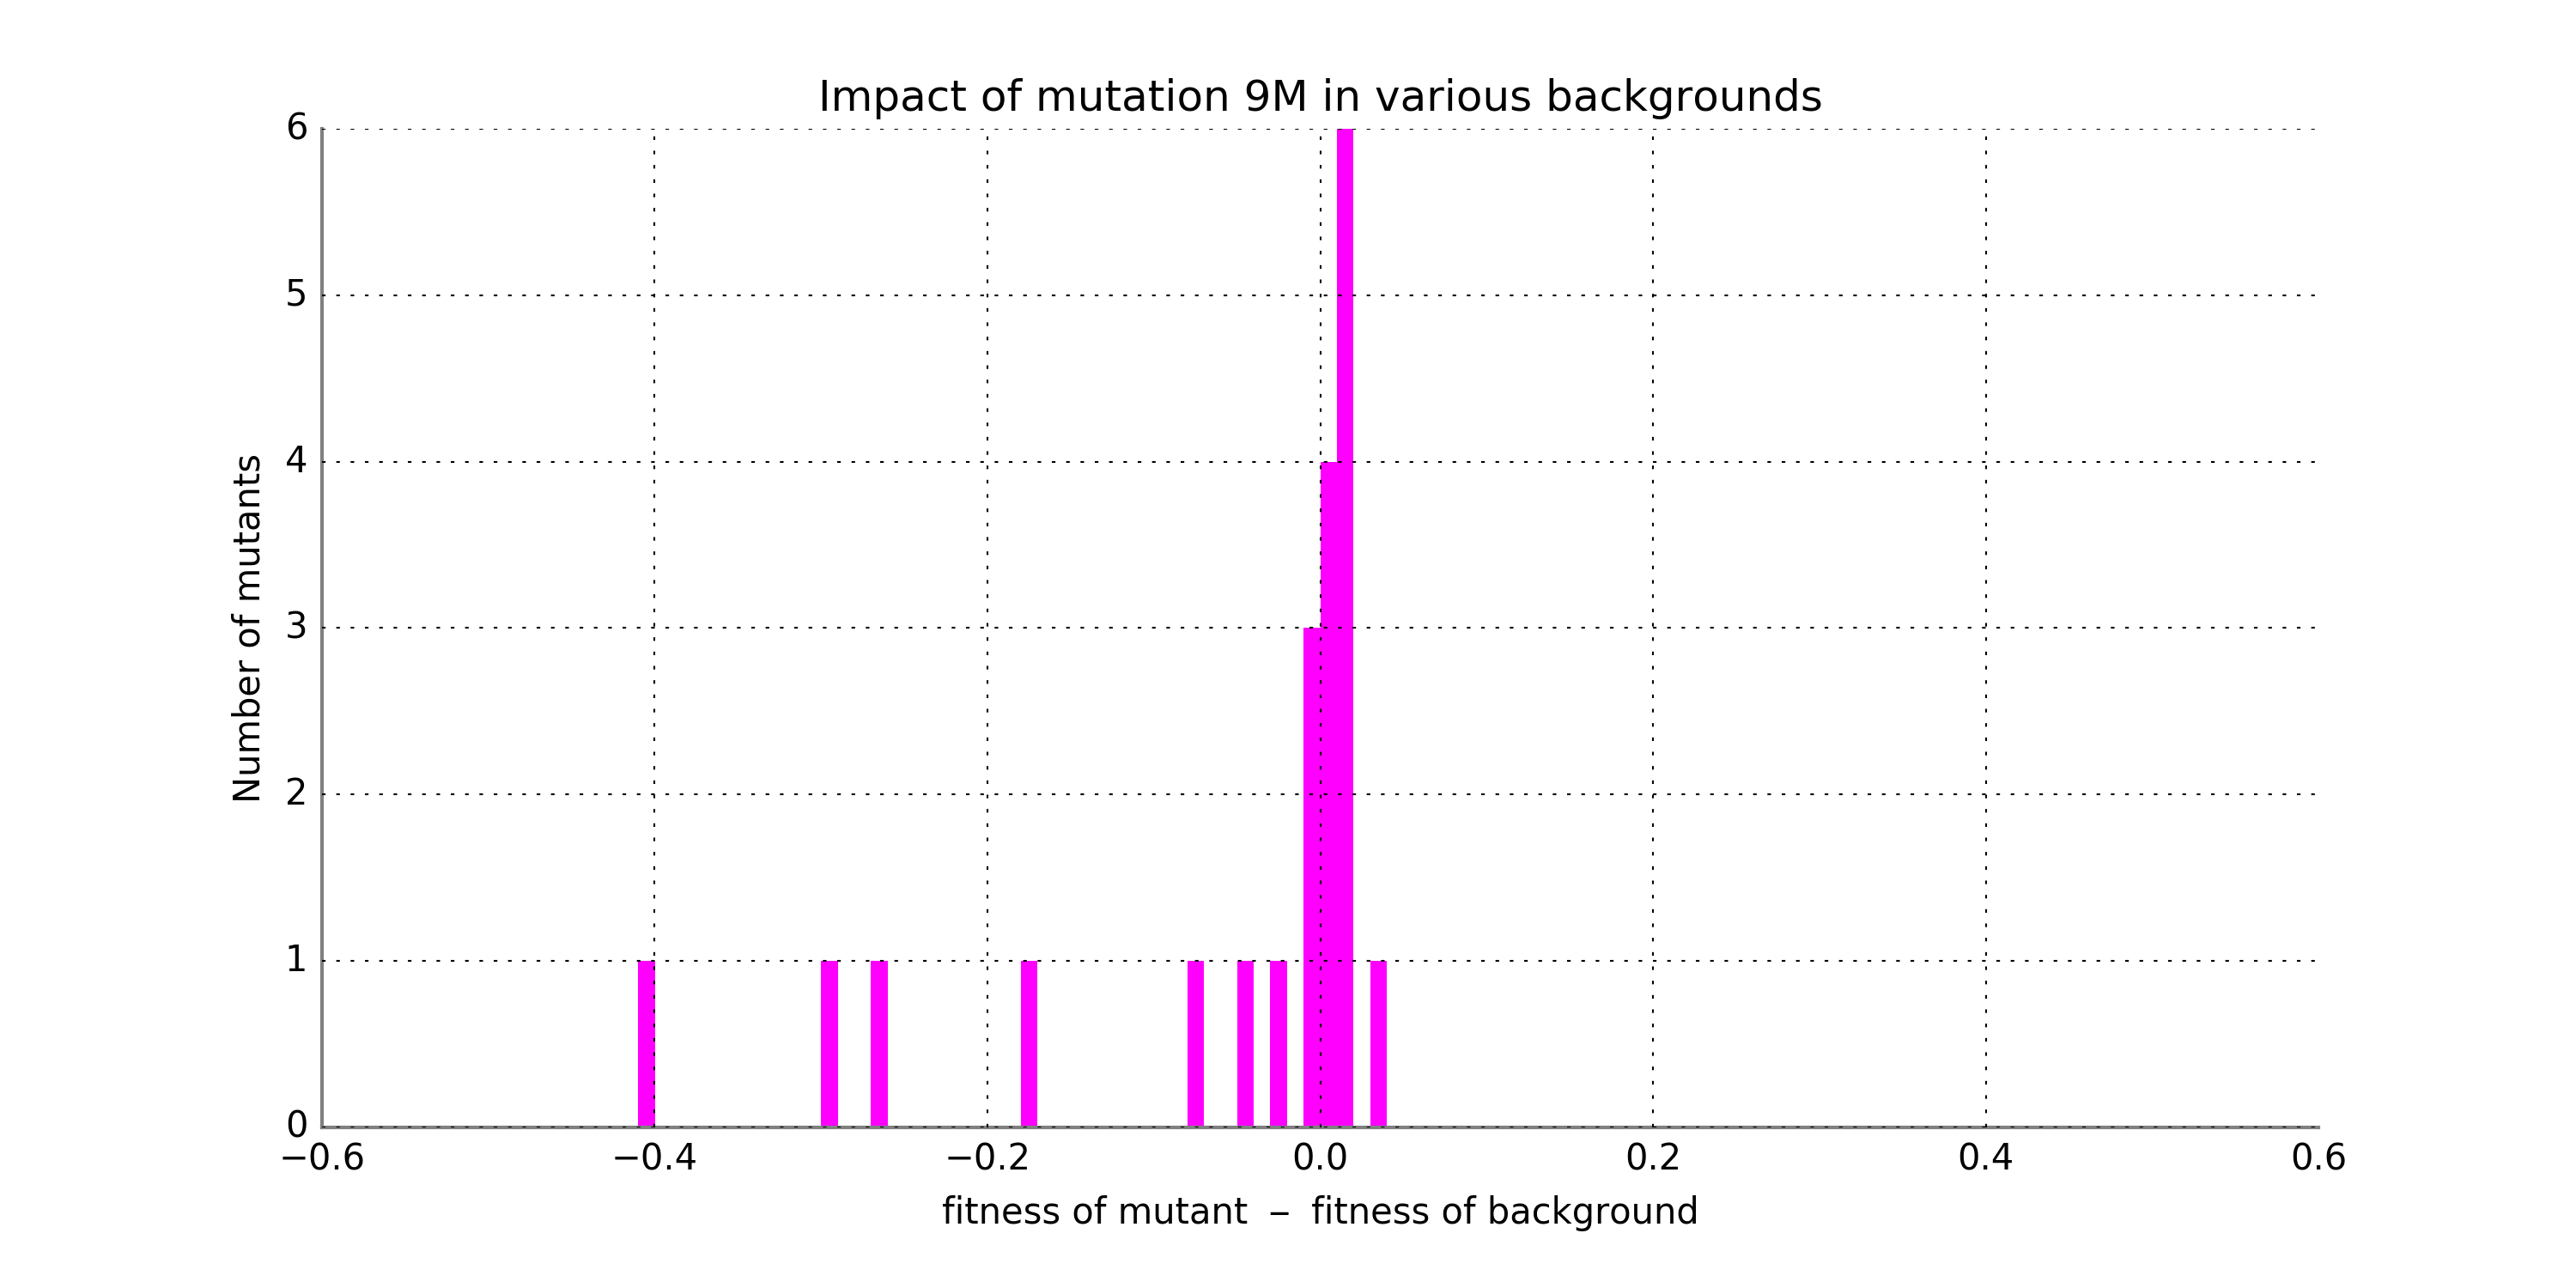 Impact of mutation 9M in various backgrounds
6
5
4
3
2
1
0
Number of mutants
−0.6 −0.4 −0.2 0.0 0.2 0.4 0.6
fitness of mutant − fitness of background